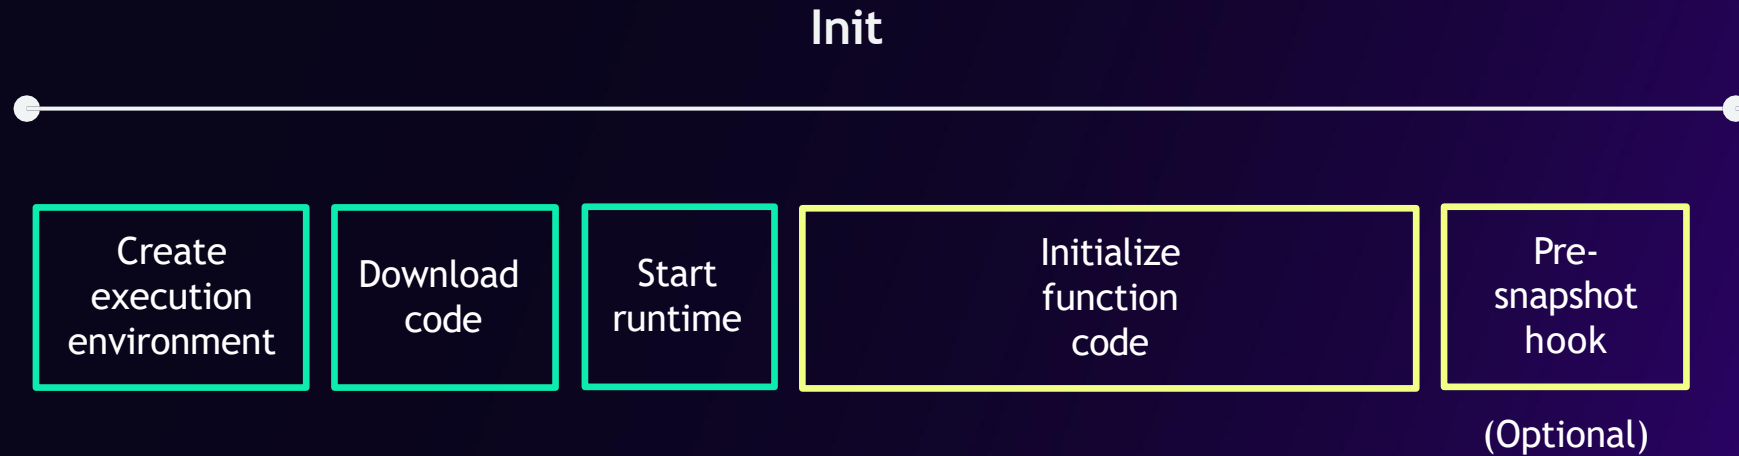 Init
Create
execution
environment
Download
code
Start
runtime
Initialize
function
code
Pre-
snapshot
hook
(Optional)